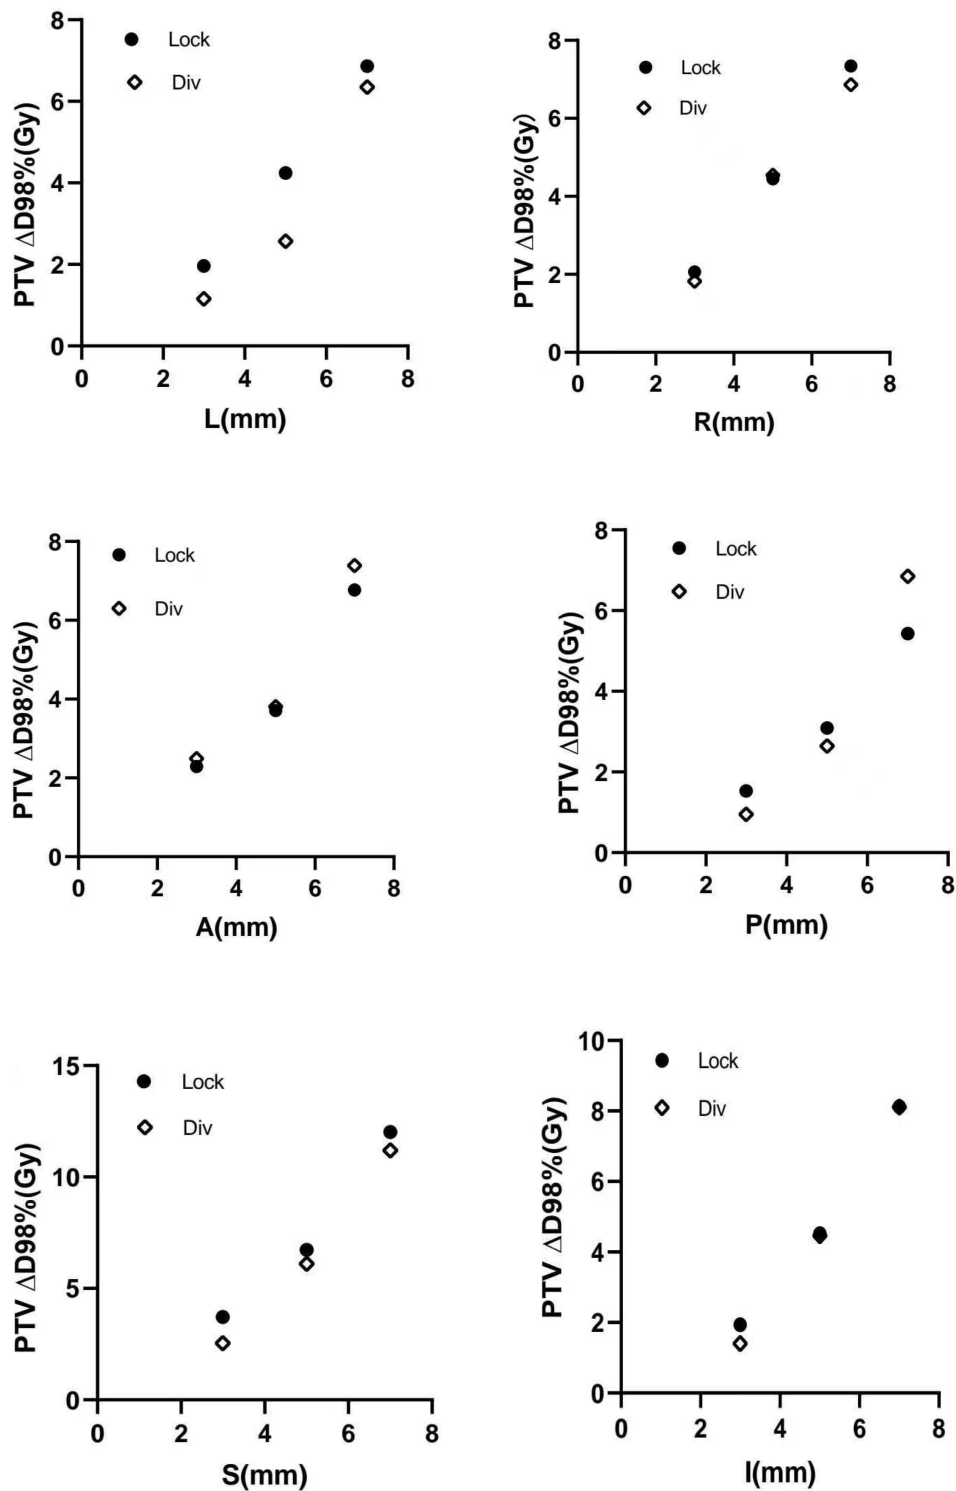 8
Lock
Div
6
4
2
0
PTV ΔD98%(Gy)
0 2 4 6 8
L(mm)
8
Lock
Div
6
4
2
0
PTV ΔD98%(Gy)
0 2 4 6 8
R(mm)
8
Lock
Div
6
4
2
0
PTV ΔD98%(Gy)
0 2 4 6 8
A(mm)
8
Lock
Div
6
4
2
0
PTV ΔD98%(Gy)
0 2 4 6 8
P(mm)
15
Lock
Div
10
5
0
PTV ΔD98%(Gy)
0 2 4 6 8
S(mm)
10
Lock
Div
8
6
4
2
0
PTV ΔD98%(Gy)
0 2 4 6 8
I(mm)